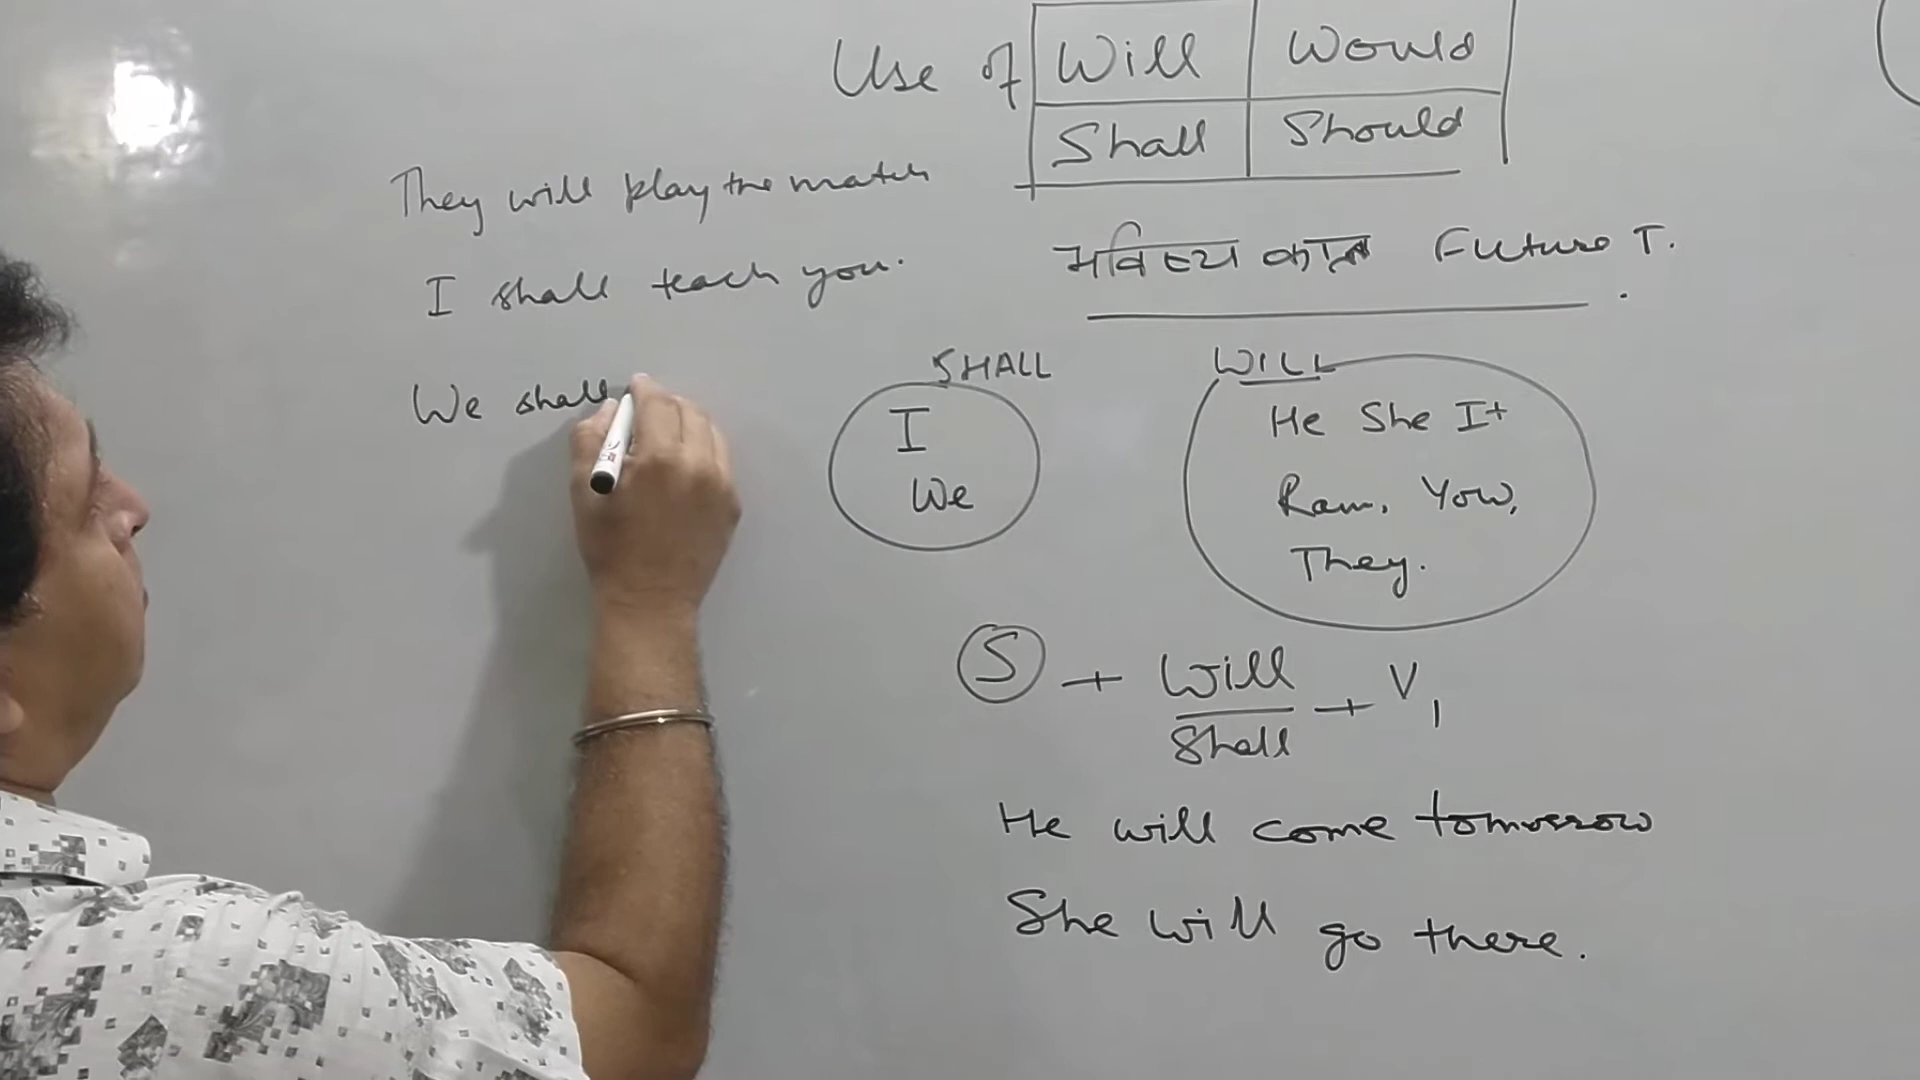 Use of Will Would
Shall Should
They will play the match
I shall teach you.
We shall
भविष्य काल Future T.
SHALL
I
We
WILL
He She It
Ram. You,
They.
S + Will/Shall + V1
He will come tomorrow
She will go there.